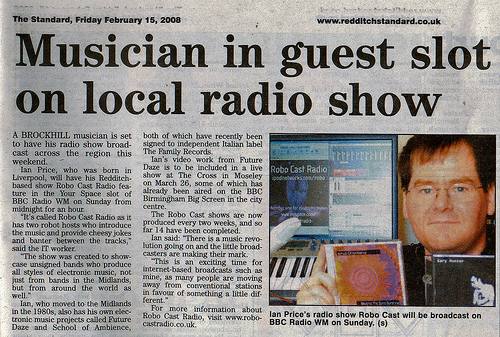 The Standard, Friday February 15, 2008
www.redditchstandard.co.uk
Musician in guest slot
on local radio show
A BROCKHILL musician is set
to have his radio show broad-
cast across the region this
weekend.
Ian Price, who was born in
Liverpool, will have his Redditch-
based show Robo Cast Radio fea-
ture in the Your Space slot of
BBC Radio WM on Sunday from
midnight for an hour.
"It's called Robo Cast Radio as it
has two robot hosts who introduce
the music and provide cheesy jokes
and banter between the tracks,"
said the IT worker.
"The show was created to show-
case unsigned bands who produce
all styles of electronic music, not
just from bands in the Midlands,
but from around the world as
well."
Ian, who moved to the Midlands
in the 1980s, also has his own elec-
tronic music projects called Future
Daze and School of Ambience,
both of which have recently been
signed to independent Italian label
The Family Records.
Ian's video work from Future
Daze is to be included in a live
show at The Cross in Moseley
on March 26, some of which has
already been aired on the BBC
Birmingham Big Screen in the city
centre.
The Robo Cast shows are now
produced every two weeks, and so
far 14 have been completed.
Ian said: "There is a music revo-
lution going on and the little broad-
casters are making their mark.
"This is an exciting time for
internet-based broadcasts such as
mine, as many people are moving
away from conventional stations
in favour of something a little dif-
ferent."
For more information about
Robo Cast Radio, visit www.robo-
castradio.co.uk.
Robo Cast Radio
Gary Numan
Ian Price's radio show Robo Cast will be broadcast on
BBC Radio WM on Sunday. (s)